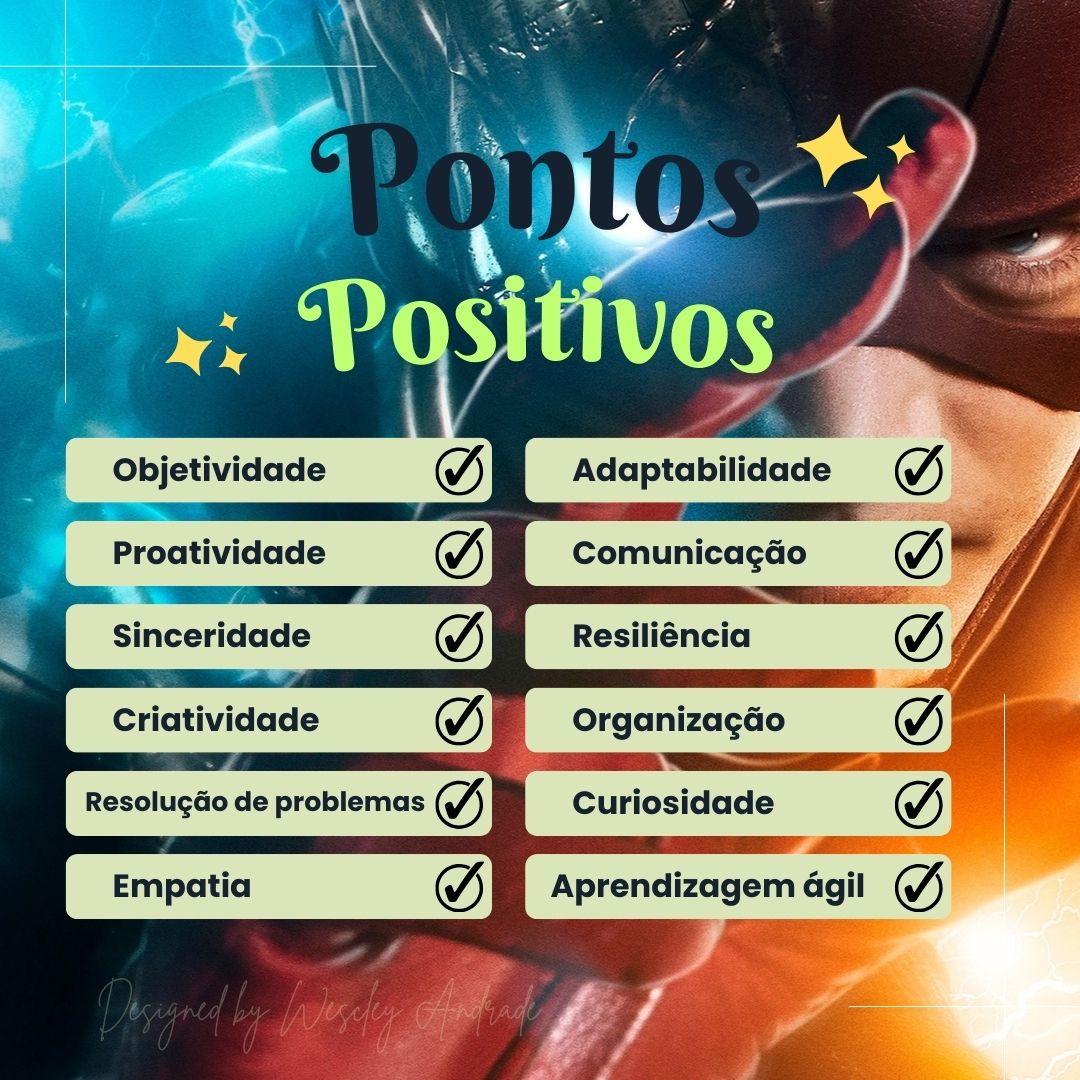 Pontos
Positivos
Objetividade
Adaptabilidade
Proatividade
Comunicação
Sinceridade
Resiliência
Criatividade
Organização
Resolução de problemas
Curiosidade
Empatia
Aprendizagem ágil
Designed by Wesley Andrade